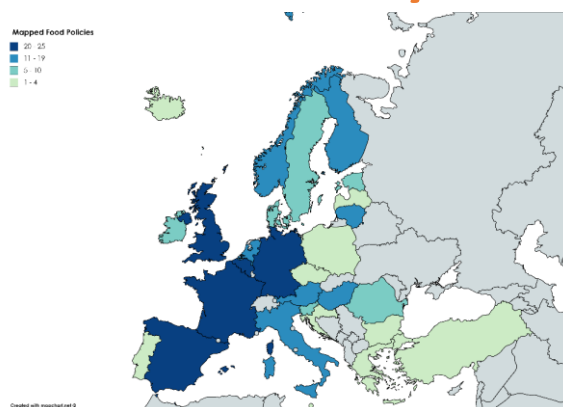 Mapped Food Policies
20 - 25
11 - 19
5 - 10
1 - 4
Created with mapchart.net ©